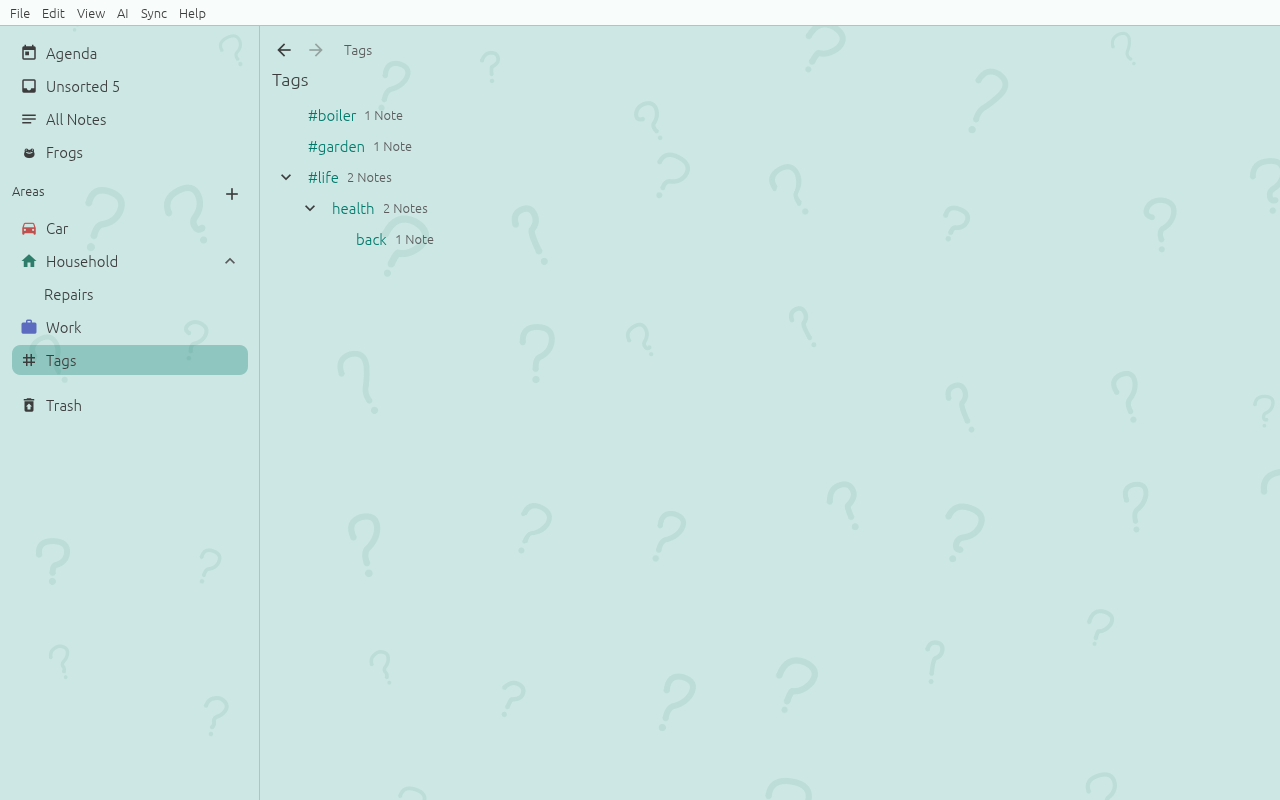 File Edit View AI Sync Help
Agenda
Unsorted 5
All Notes
Frogs
Areas
Car
Household
Repairs
Work
Tags
Trash
Tags
Tags
#boiler 1 Note
#garden 1 Note
#life 2 Notes
health 2 Notes
back 1 Note